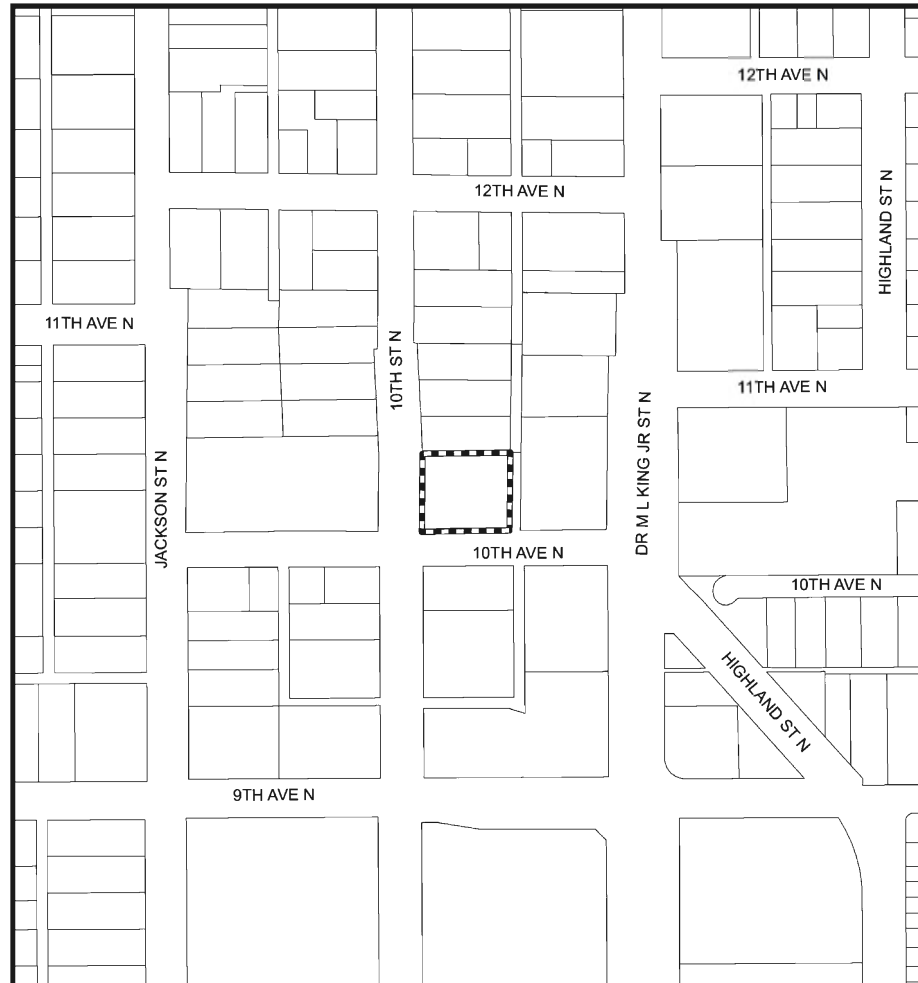 12TH AVE N
12TH AVE N
HIGHLAND ST N
11TH AVE N
10TH ST N
11TH AVE N
JACKSON ST N
DR M L KING JR ST N
10TH AVE N
10TH AVE N
HIGHLAND ST N
9TH AVE N